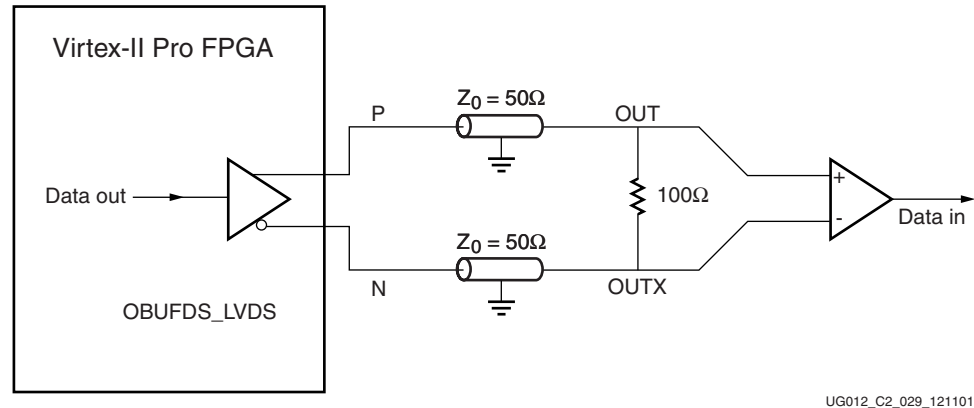 Virtex-II Pro FPGA
Z0 = 50Ω
P
OUT
Data out
100Ω
+
-
Data in
Z0 = 50Ω
N
OUTX
OBUFDS_LVDS
UG012_C2_029_121101